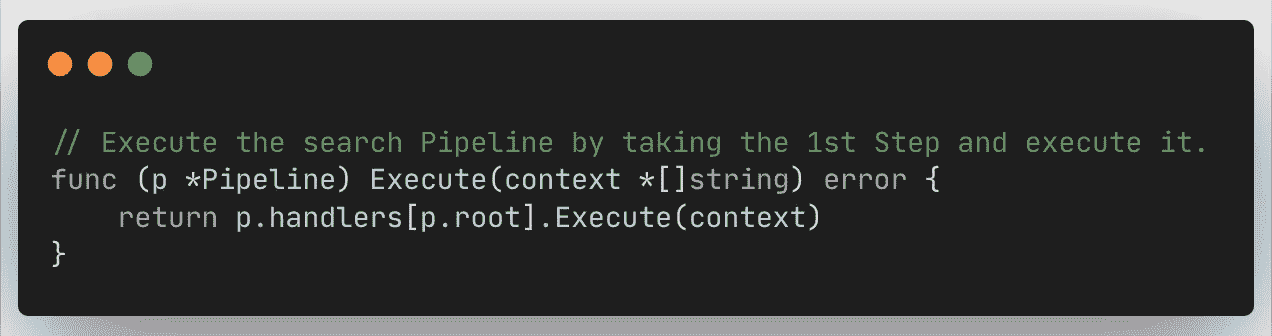 // Execute the search Pipeline by taking the 1st Step and execute it.
func (p *Pipeline) Execute(context *[]string) error {
    return p.handlers[p.root].Execute(context)
}